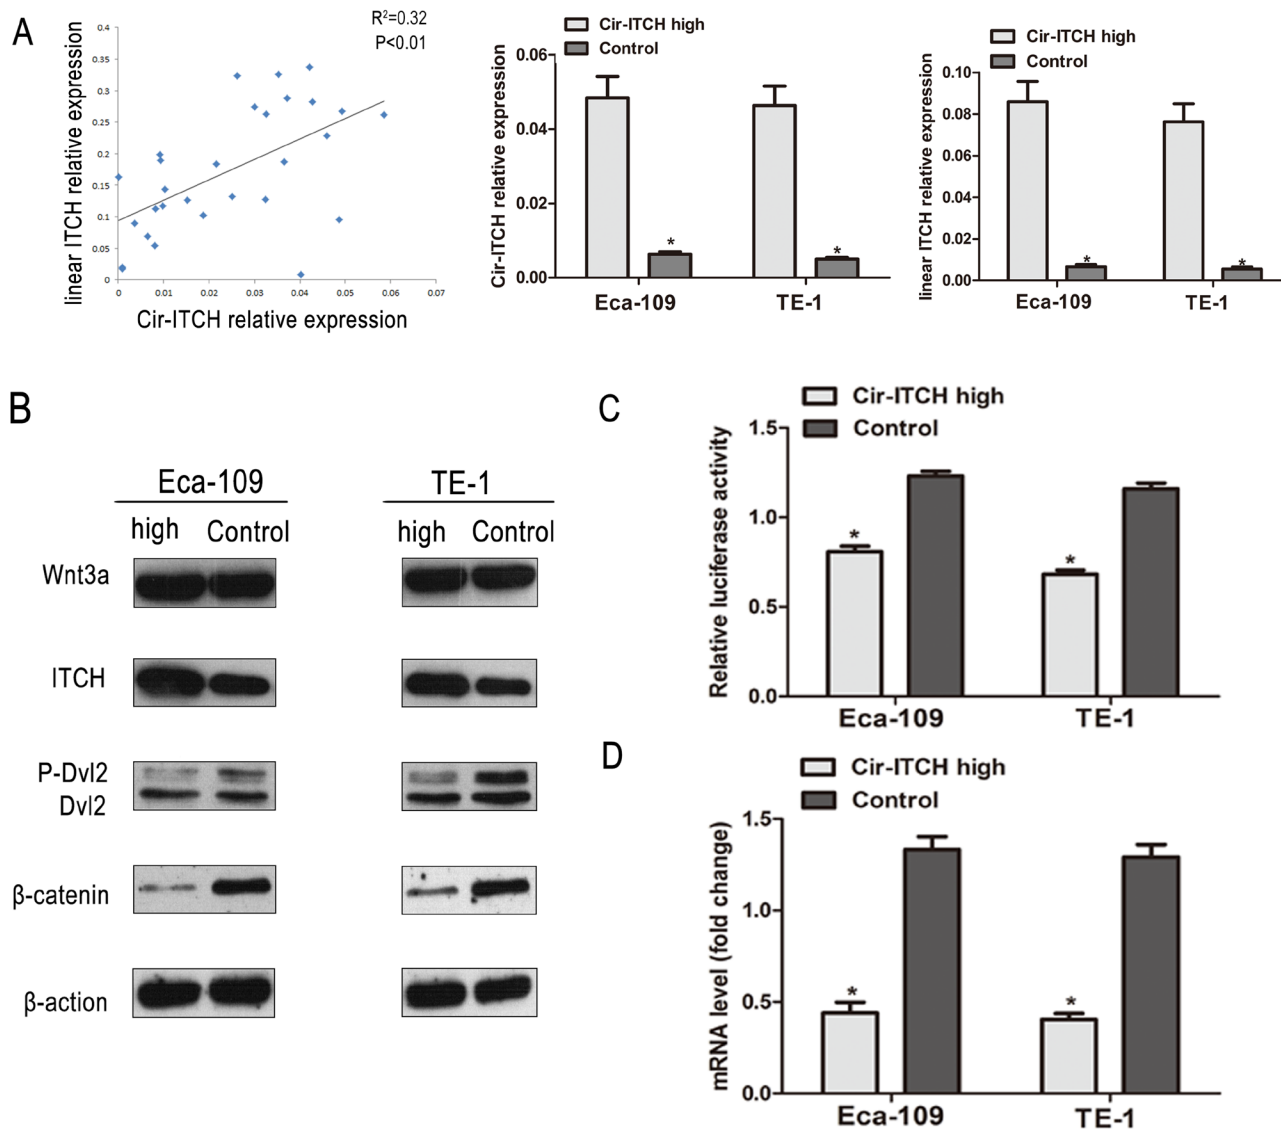 A
R²=0.32
P<0.01
linear ITCH relative expression
0.4
0.35
0.3
0.25
0.2
0.15
0.1
0.05
0
0 0.01 0.02 0.03 0.04 0.05 0.06 0.07
Cir-ITCH relative expression
Cir-ITCH high
Control
Cir-ITCH relative expression
0.06
0.04
0.02
0.00
*
*
Eca-109 TE-1
Cir-ITCH high
Control
linear ITCH relative expression
0.10
0.08
0.06
0.04
0.02
0.00
*
*
Eca-109 TE-1
B
Eca-109 TE-1
high Control high Control
Wnt3a
ITCH
P-Dvl2
Dvl2
β-catenin
β-action
C
Cir-ITCH high
Control
Relative luciferase activity
1.5
1.0
0.5
0.0
*
*
Eca-109 TE-1
D
Cir-ITCH high
Control
mRNA level (fold change)
1.5
1.0
0.5
0.0
*
*
Eca-109 TE-1